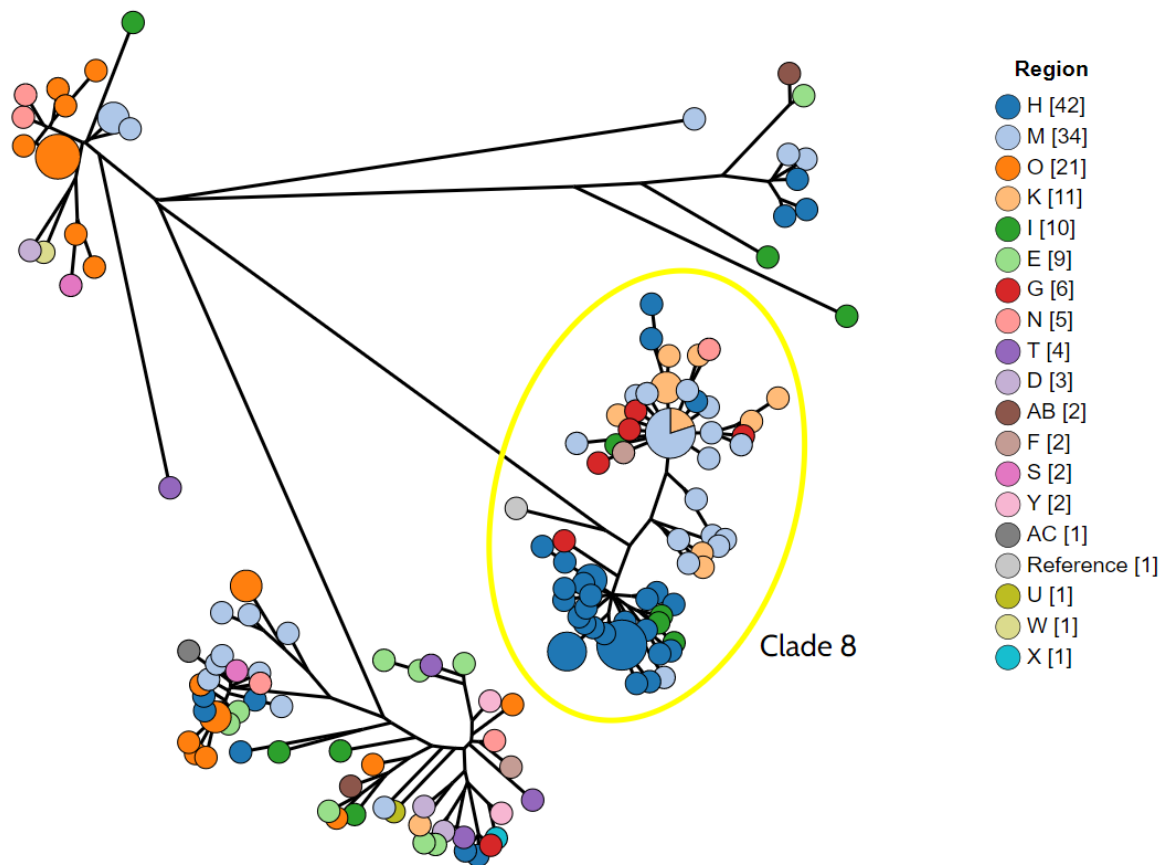 Region
H [42]
M [34]
O [21]
K [11]
I [10]
E [9]
G [6]
N [5]
T [4]
D [3]
AB [2]
F [2]
S [2]
Y [2]
AC [1]
Reference [1]
U [1]
W [1]
X [1]
Clade 8